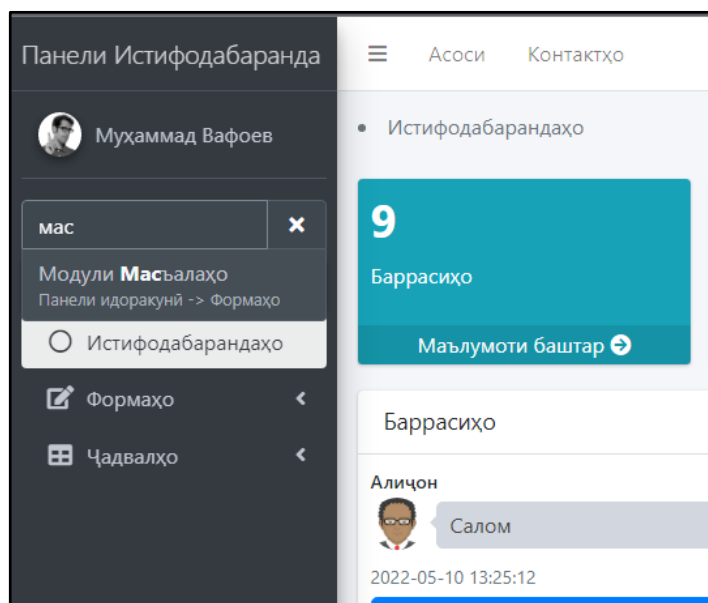 Панели Истифодабаранда
Муҳаммад Вафоев
мас
Модули Масъалаҳо
Панели идоракунӣ -> Формаҳо
Истифодабарандаҳо
Формаҳо
Ҷадвалҳо
Асоси
Контактҳо
Истифодабарандаҳо
9
Баррасиҳо
Маълумоти баштар
Баррасиҳо
Алиҷон
Салом
2022-05-10 13:25:12